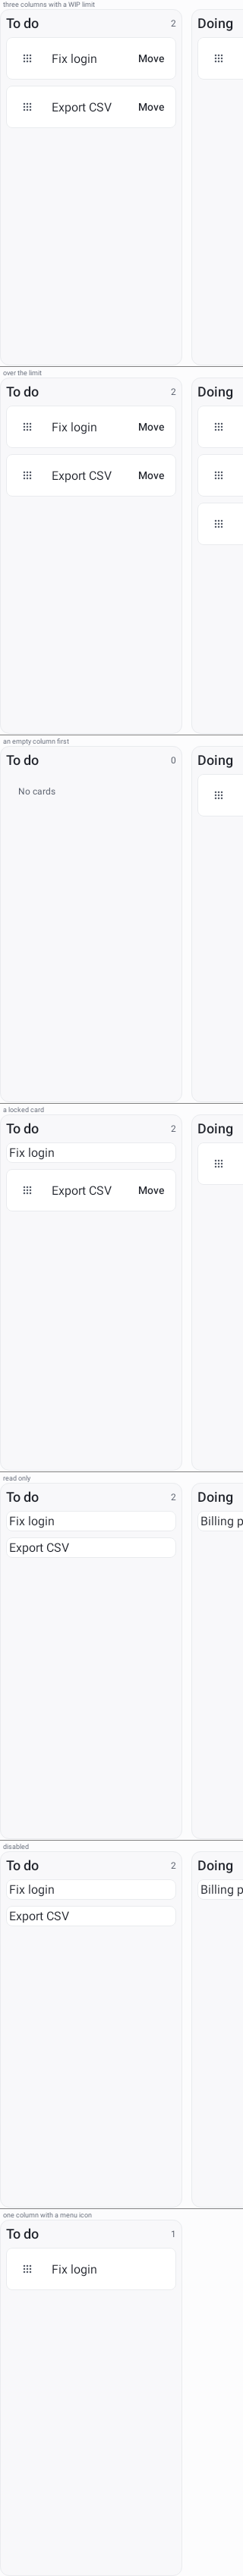 three columns with a WIP limit
To do 2 Doing
Fix login Move
Export CSV Move
over the limit
To do 2 Doing
Fix login Move
Export CSV Move
an empty column first
To do 0 Doing
No cards
a locked card
To do 2 Doing
Fix login
Export CSV Move
read only
To do 2 Doing
Fix login Billing p
Export CSV
disabled
To do 2 Doing
Fix login Billing p
Export CSV
one column with a menu icon
To do 1
Fix login